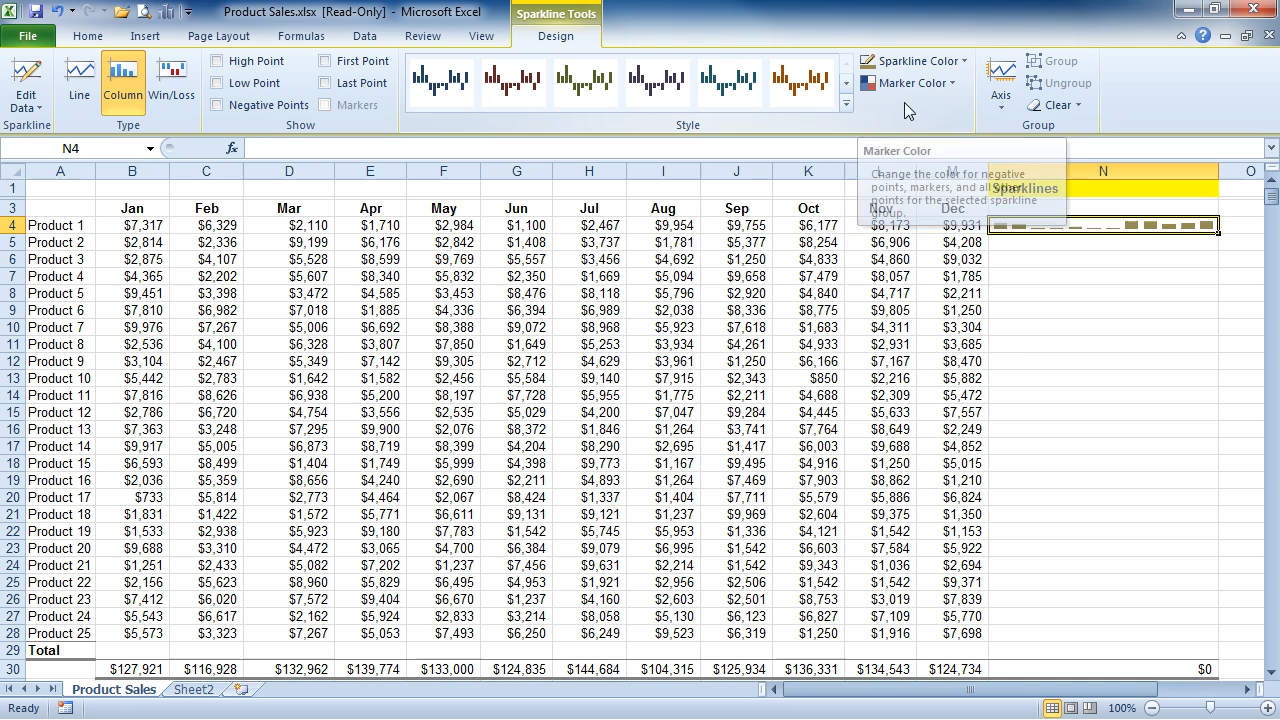 Product Sales.xlsx [Read-Only] - Microsoft Excel
Sparkline Tools
File Home Insert Page Layout Formulas Data Review View Design
Edit Data
Sparkline
Line Column Win/Loss
Type
High Point First Point
Low Point Last Point
Negative Points Markers
Show
Style
Sparkline Color
Marker Color
Axis
Group
Ungroup
Clear
Group
N4 fx
Marker Color
Change the color for negative
points, markers, and all other
points for the selected sparkline
group.
A B C D E F G H I J K L M N O
1 Sparklines
3 Jan Feb Mar Apr May Jun Jul Aug Sep Oct Nov Dec
4 Product 1 $7,317 $6,329 $2,110 $1,710 $2,984 $1,100 $2,467 $9,954 $9,755 $6,177 $8,173 $9,931
5 Product 2 $2,814 $2,336 $9,199 $6,176 $2,842 $1,408 $3,737 $1,781 $5,377 $8,254 $6,906 $4,208
6 Product 3 $2,875 $4,107 $5,528 $8,599 $9,769 $5,557 $3,456 $4,692 $1,250 $4,833 $4,860 $9,032
7 Product 4 $4,365 $2,202 $5,607 $8,340 $5,832 $2,350 $1,669 $5,094 $9,658 $7,479 $8,057 $1,785
8 Product 5 $9,451 $3,398 $3,472 $4,585 $3,453 $8,476 $8,118 $5,796 $2,920 $4,840 $4,717 $2,211
9 Product 6 $7,810 $6,982 $7,018 $1,885 $4,336 $6,394 $6,989 $2,038 $8,336 $8,775 $9,805 $1,250
10 Product 7 $9,976 $7,267 $5,006 $6,692 $8,388 $9,072 $8,968 $5,923 $7,618 $1,683 $4,311 $3,304
11 Product 8 $2,536 $4,100 $6,328 $3,807 $7,850 $1,649 $5,253 $3,934 $4,261 $4,933 $2,931 $3,685
12 Product 9 $3,104 $2,467 $5,349 $7,142 $9,305 $2,712 $4,629 $3,961 $1,250 $6,166 $7,167 $8,470
13 Product 10 $5,442 $2,783 $1,642 $1,582 $2,456 $5,584 $9,140 $7,915 $2,343 $850 $2,216 $5,882
14 Product 11 $7,816 $8,626 $6,938 $5,200 $8,197 $7,728 $5,955 $1,775 $2,211 $4,688 $2,309 $5,472
15 Product 12 $2,786 $6,720 $4,754 $3,556 $2,535 $5,029 $4,200 $7,047 $9,284 $4,445 $5,633 $7,557
16 Product 13 $7,363 $3,248 $7,295 $9,900 $2,076 $8,372 $1,846 $1,264 $3,741 $7,764 $8,649 $2,249
17 Product 14 $9,917 $5,005 $6,873 $8,719 $8,399 $4,204 $8,290 $2,695 $1,417 $6,003 $9,688 $4,852
18 Product 15 $6,593 $8,499 $1,404 $1,749 $5,999 $4,398 $9,773 $1,167 $9,495 $4,916 $1,250 $5,015
19 Product 16 $2,036 $5,359 $8,656 $4,240 $2,690 $2,211 $4,893 $1,264 $7,469 $7,903 $8,862 $1,210
20 Product 17 $733 $5,814 $2,773 $4,464 $2,067 $8,424 $1,337 $1,404 $7,711 $5,579 $5,886 $6,824
21 Product 18 $1,831 $1,422 $1,572 $5,771 $6,611 $9,131 $9,121 $1,237 $9,969 $2,604 $9,375 $1,350
22 Product 19 $1,533 $2,938 $5,923 $9,180 $7,783 $1,542 $5,745 $5,953 $1,336 $4,121 $1,542 $1,153
23 Product 20 $9,688 $3,310 $4,472 $3,065 $4,700 $6,384 $9,079 $6,995 $1,542 $6,603 $7,584 $5,922
24 Product 21 $1,251 $2,433 $5,082 $7,202 $1,237 $7,456 $9,631 $2,214 $1,542 $9,343 $1,036 $2,694
25 Product 22 $2,156 $5,623 $8,960 $5,829 $6,495 $4,953 $1,921 $2,956 $2,506 $1,542 $1,542 $9,371
26 Product 23 $7,412 $6,020 $7,572 $9,404 $6,670 $1,237 $4,160 $2,603 $2,501 $8,753 $3,019 $7,839
27 Product 24 $5,543 $6,617 $2,162 $5,924 $2,833 $3,214 $8,058 $5,130 $6,123 $6,827 $7,109 $5,770
28 Product 25 $5,573 $3,323 $7,267 $5,053 $7,493 $6,250 $6,249 $9,523 $6,319 $1,250 $1,916 $7,698
29 Total
30 $127,921 $116,928 $132,962 $139,774 $133,000 $124,835 $144,684 $104,315 $125,934 $136,331 $134,543 $124,734 $0
Product Sales Sheet2
Ready 100%